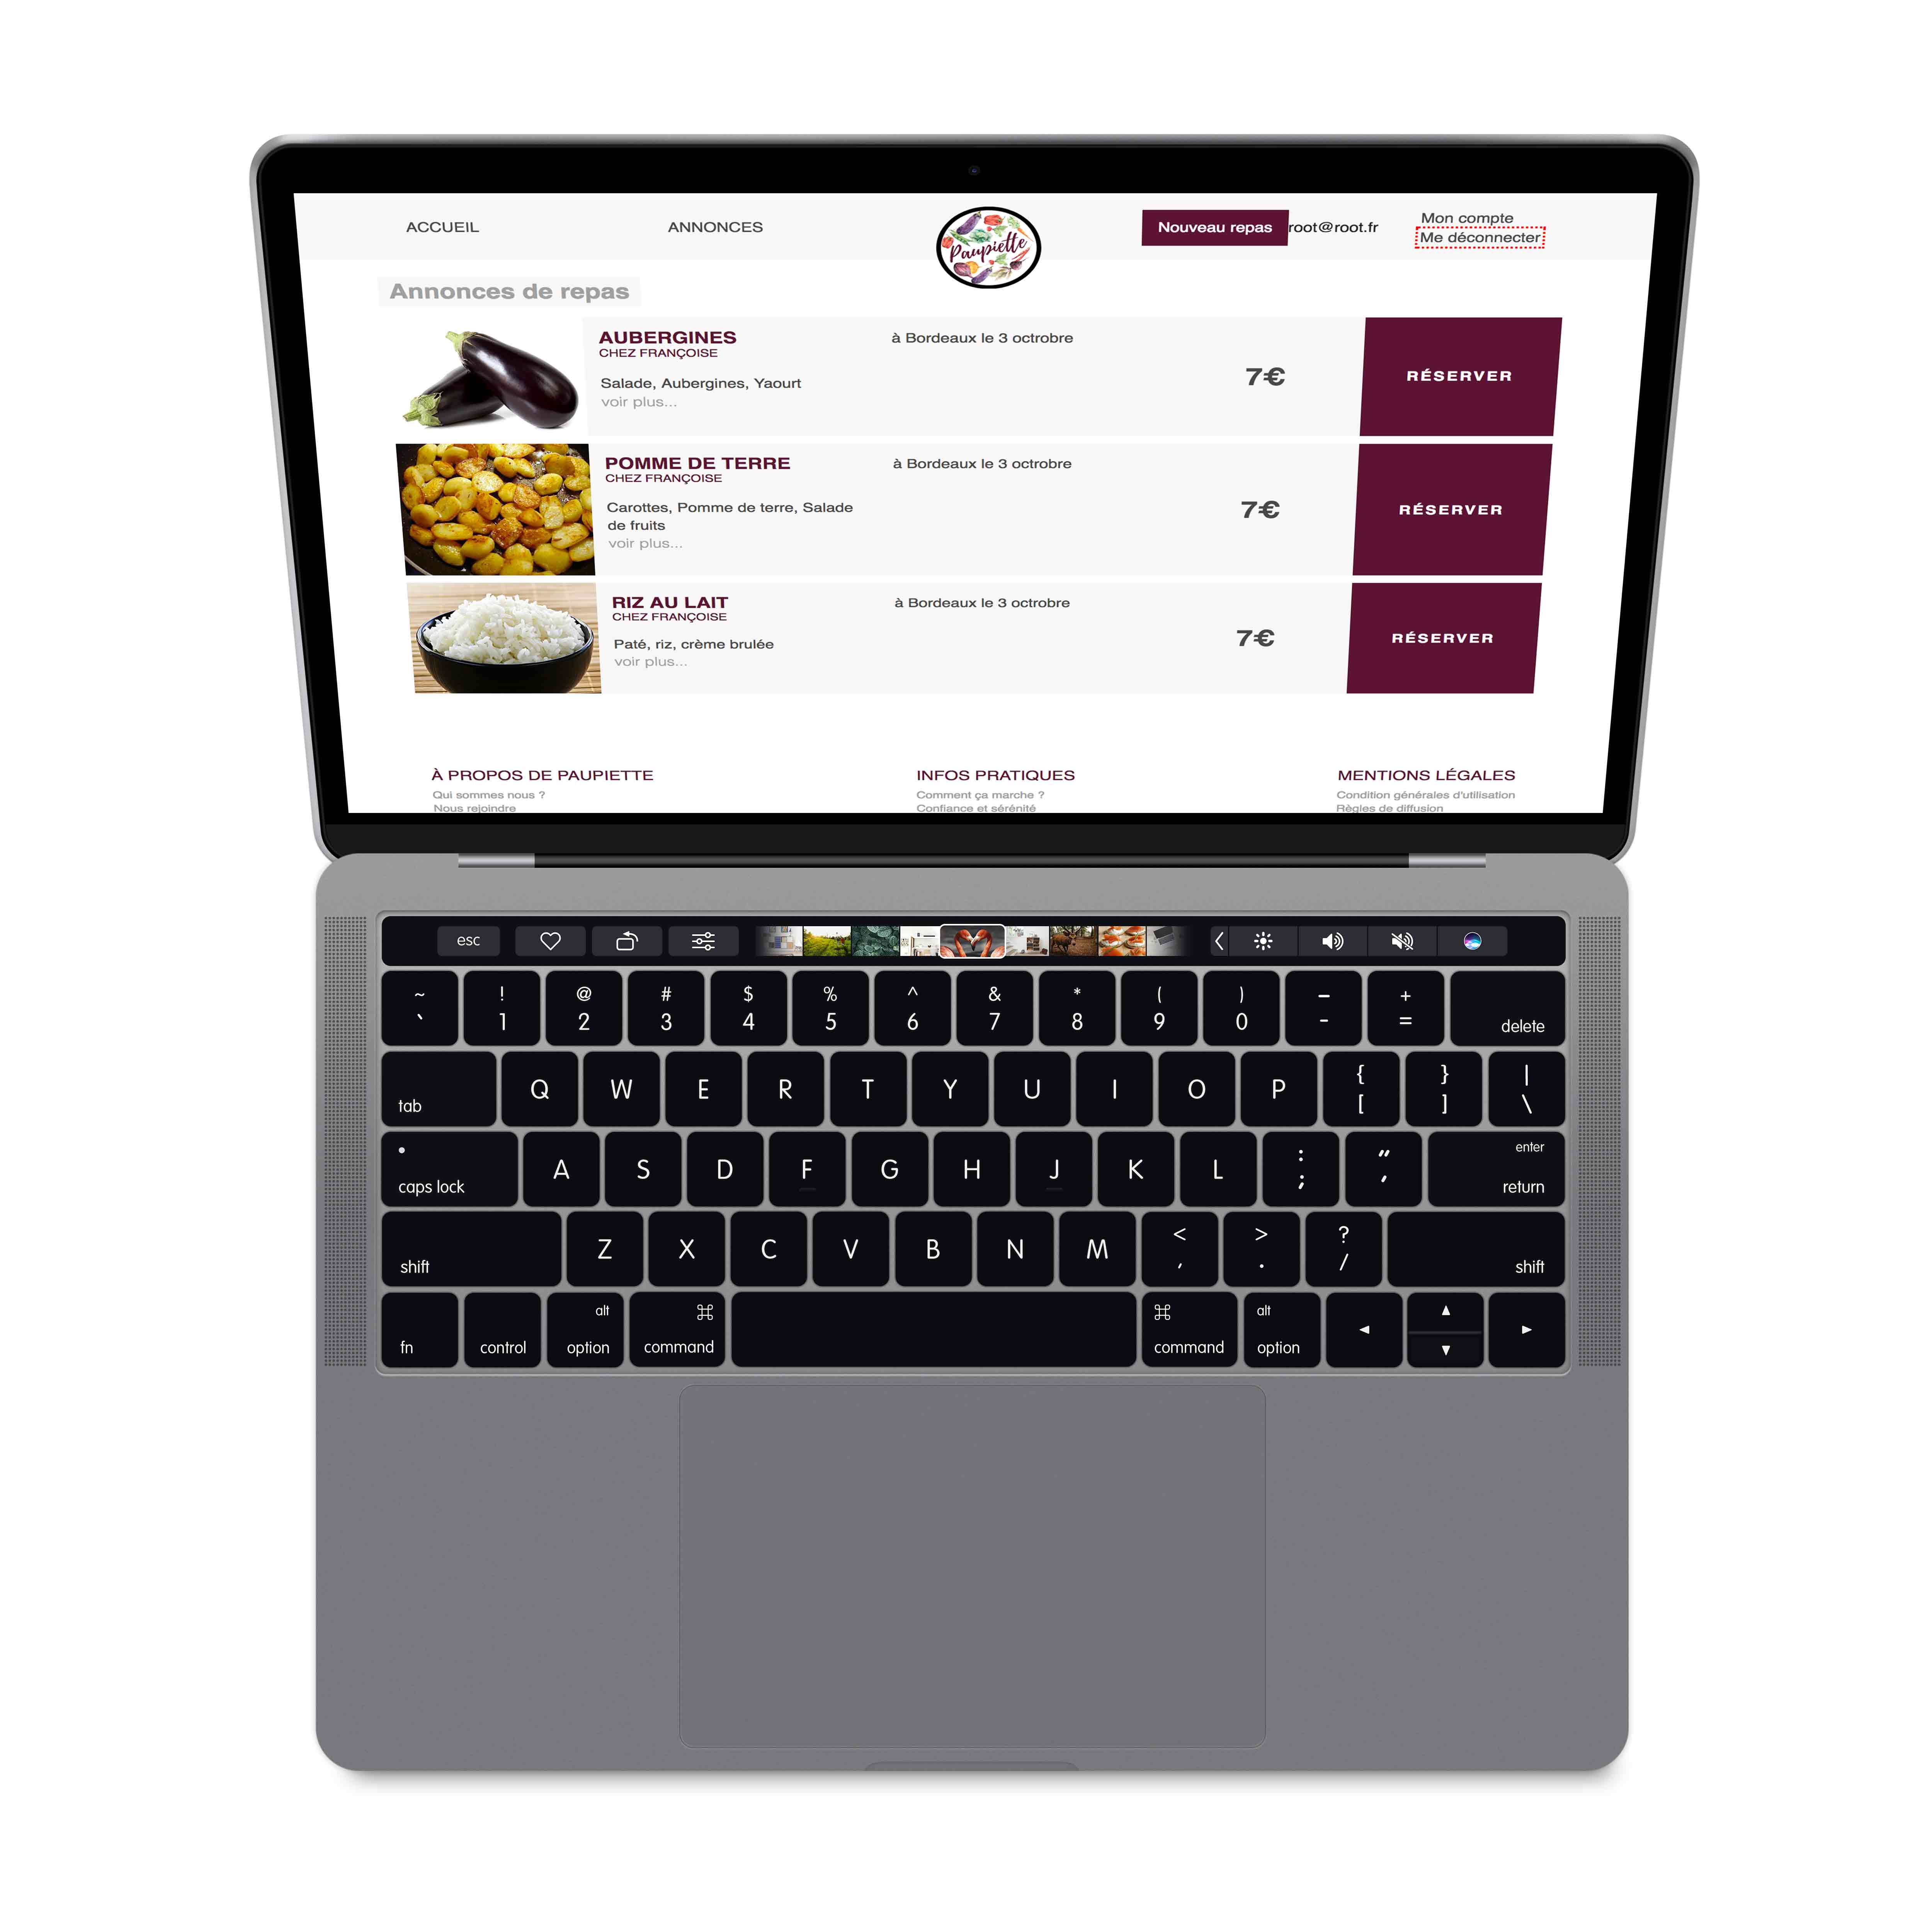 ACCUEIL
ANNONCES
Paupiette
Nouveau repas
root@root.fr
Mon compte
Me déconnecter
Annonces de repas
AUBERGINES
CHEZ FRANÇOISE
à Bordeaux le 3 octobre
Salade, Aubergines, Yaourt
voir plus...
7€
RÉSERVER
POMME DE TERRE
CHEZ FRANÇOISE
à Bordeaux le 3 octobre
Carottes, Pomme de terre, Salade
de fruits
voir plus...
7€
RÉSERVER
RIZ AU LAIT
CHEZ FRANÇOISE
à Bordeaux le 3 octobre
Paté, riz, crème brulée
voir plus...
7€
RÉSERVER
À PROPOS DE PAUPIETTE
Qui sommes nous ?
Nous rejoindre
INFOS PRATIQUES
Comment ça marche ?
Confiance et sérénité
MENTIONS LÉGALES
Condition générales d'utilisation
Règles de diffusion
esc
~ ! @ # $ % ^ & * ( ) – +
` 1 2 3 4 5 6 7 8 9 0 - = delete
tab Q W E R T Y U I O P { [ } ] | \
caps lock A S D F G H J K L : ; " ' enter return
shift Z X C V B N M < , > . ? / shift
fn control alt option ⌘ command ⌘ command alt option ◄ ▲ ▼ ►